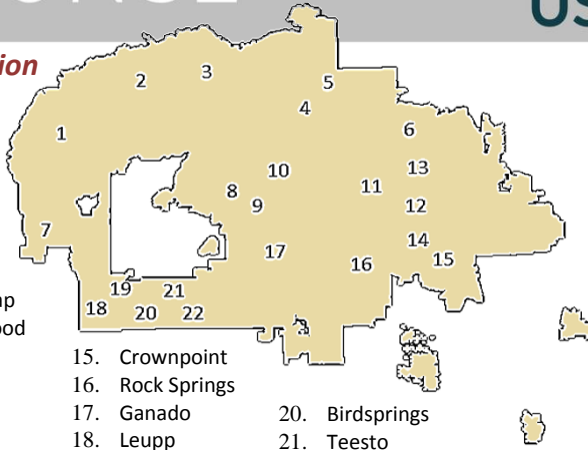 US
ion
1
2
3
4
5
6
7
8
9
10
11
12
13
14
15
16
17
18
19
20
21
22
15. Crownpoint
16. Rock Springs
17. Ganado
18. Leupp
20. Birdsprings
21. Teesto